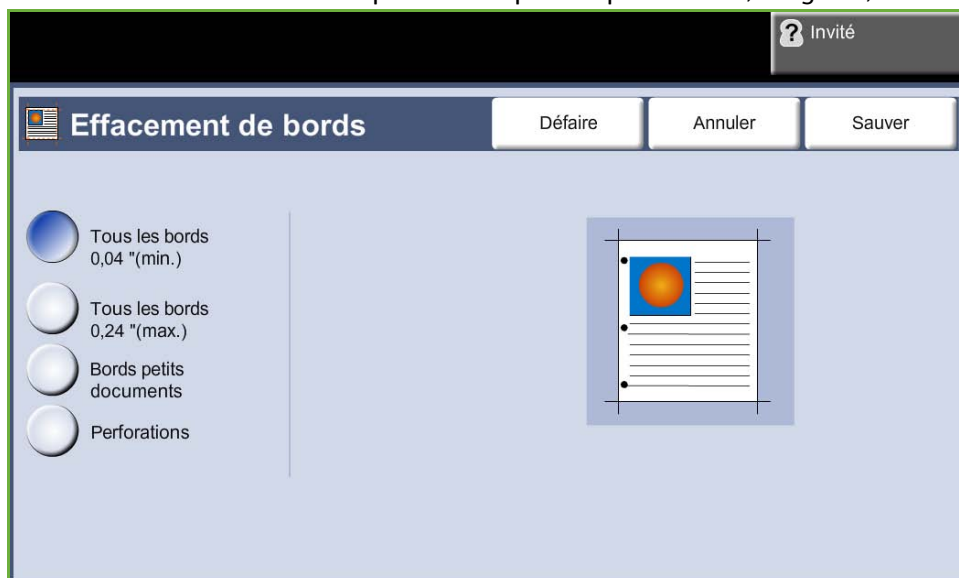 Invité
Effacement de bords
Défaire
Annuler
Sauver
Tous les bords
0,04 "(min.)
Tous les bords
0,24 "(max.)
Bords petits
documents
Perforations